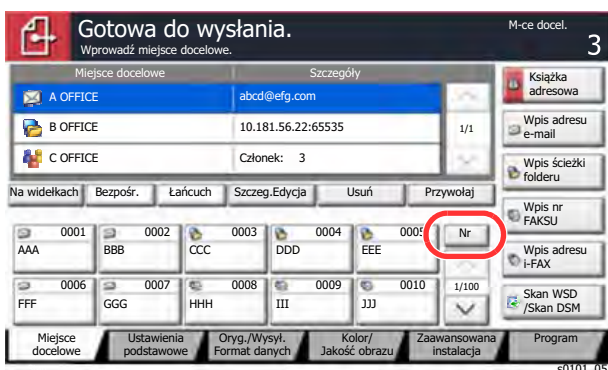 Gotowa do wysłania.
Wprowadź miejsce docelowe.
M-ce docel.
3
Miejsce docelowe Szczegóły
A OFFICE abcd@efg.com
B OFFICE 10.181.56.22:65535 1/1
C OFFICE Członek: 3
Na widełkach Bezpośr. Łańcuch Szczeg.Edycja Usuń Przywołaj
0001 0002 0003 0004 0005 Nr
AAA BBB CCC DDD EEE
0006 0007 0008 0009 0010 1/100
FFF GGG HHH III JJJ
Książka
adresowa
Wpis adresu
e-mail
Wpis ścieżki
folderu
Wpis nr
FAKSU
Wpis adresu
i-FAX
Skan WSD
/Skan DSM
Miejsce
docelowe
Ustawienia
podstawowe
Oryg./Wysył.
Format danych
Kolor/
Jakość obrazu
Zaawansowana
instalacja
Program
s0101_05